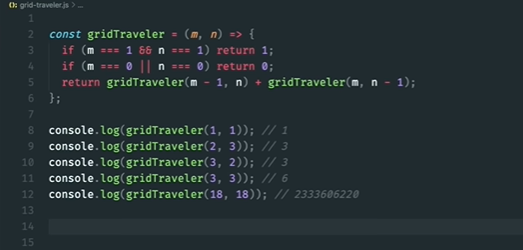 grid-traveler.js > ...
1
2 const gridTraveler = (m, n) => {
3   if (m === 1 && n === 1) return 1;
4   if (m === 0 || n === 0) return 0;
5   return gridTraveler(m - 1, n) + gridTraveler(m, n - 1);
6 };
7
8 console.log(gridTraveler(1, 1)); // 1
9 console.log(gridTraveler(2, 3)); // 3
10 console.log(gridTraveler(3, 2)); // 3
11 console.log(gridTraveler(3, 3)); // 6
12 console.log(gridTraveler(18, 18)); // 2333606220
13
14
15